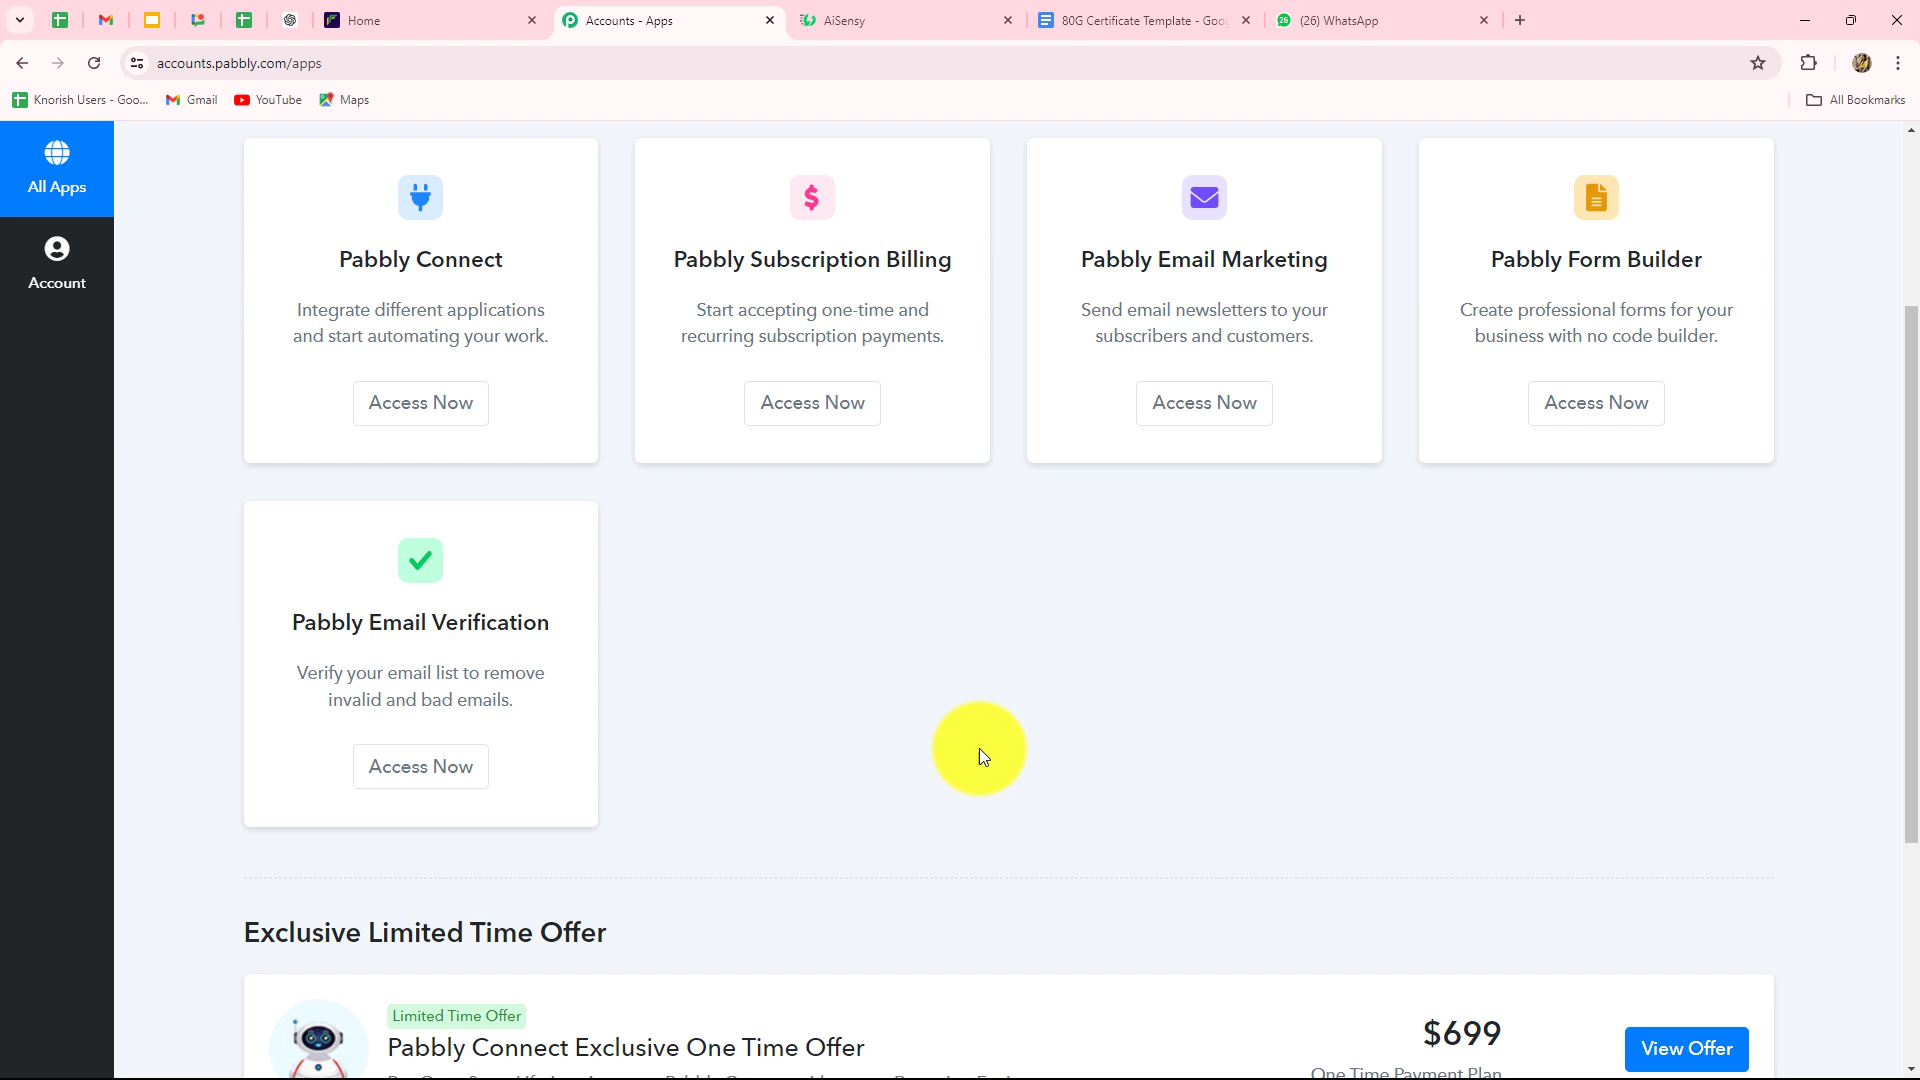 Home
Accounts - Apps
AiSensy
80G Certificate Template - Goo
(26) WhatsApp
accounts.pabbly.com/apps
Knorish Users - Goo...
Gmail
YouTube
Maps
All Bookmarks
All Apps
Account
Pabbly Connect
Integrate different applications
and start automating your work.
Access Now
Pabbly Subscription Billing
Start accepting one-time and
recurring subscription payments.
Access Now
Pabbly Email Marketing
Send email newsletters to your
subscribers and customers.
Access Now
Pabbly Form Builder
Create professional forms for your
business with no code builder.
Access Now
Pabbly Email Verification
Verify your email list to remove
invalid and bad emails.
Access Now
Exclusive Limited Time Offer
Limited Time Offer
Pabbly Connect Exclusive One Time Offer
$699
One Time Payment Plan
View Offer